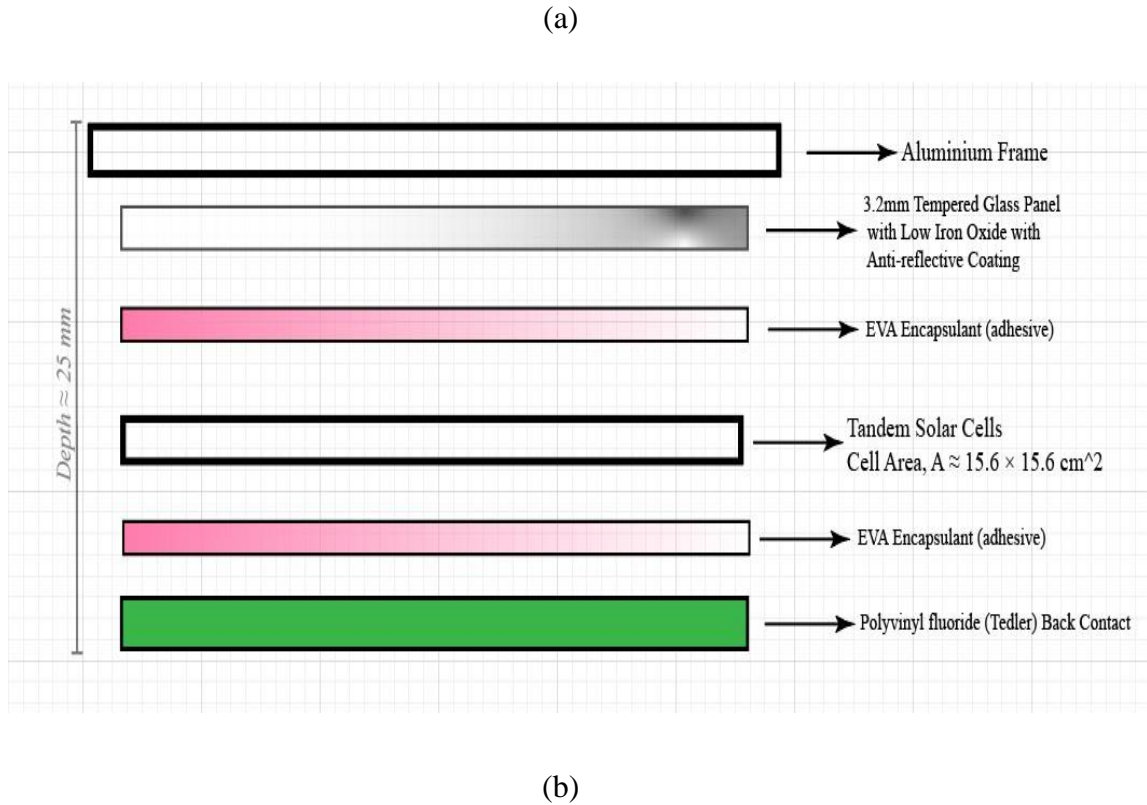 (a)
Aluminium Frame
3.2mm Tempered Glass Panel
with Low Iron Oxide with
Anti-reflective Coating
EVA Encapsulant (adhesive)
Depth ≈ 25 mm
Tandem Solar Cells
Cell Area, A ≈ 15.6 × 15.6 cm^2
EVA Encapsulant (adhesive)
Polyvinyl fluoride (Tedler) Back Contact
(b)